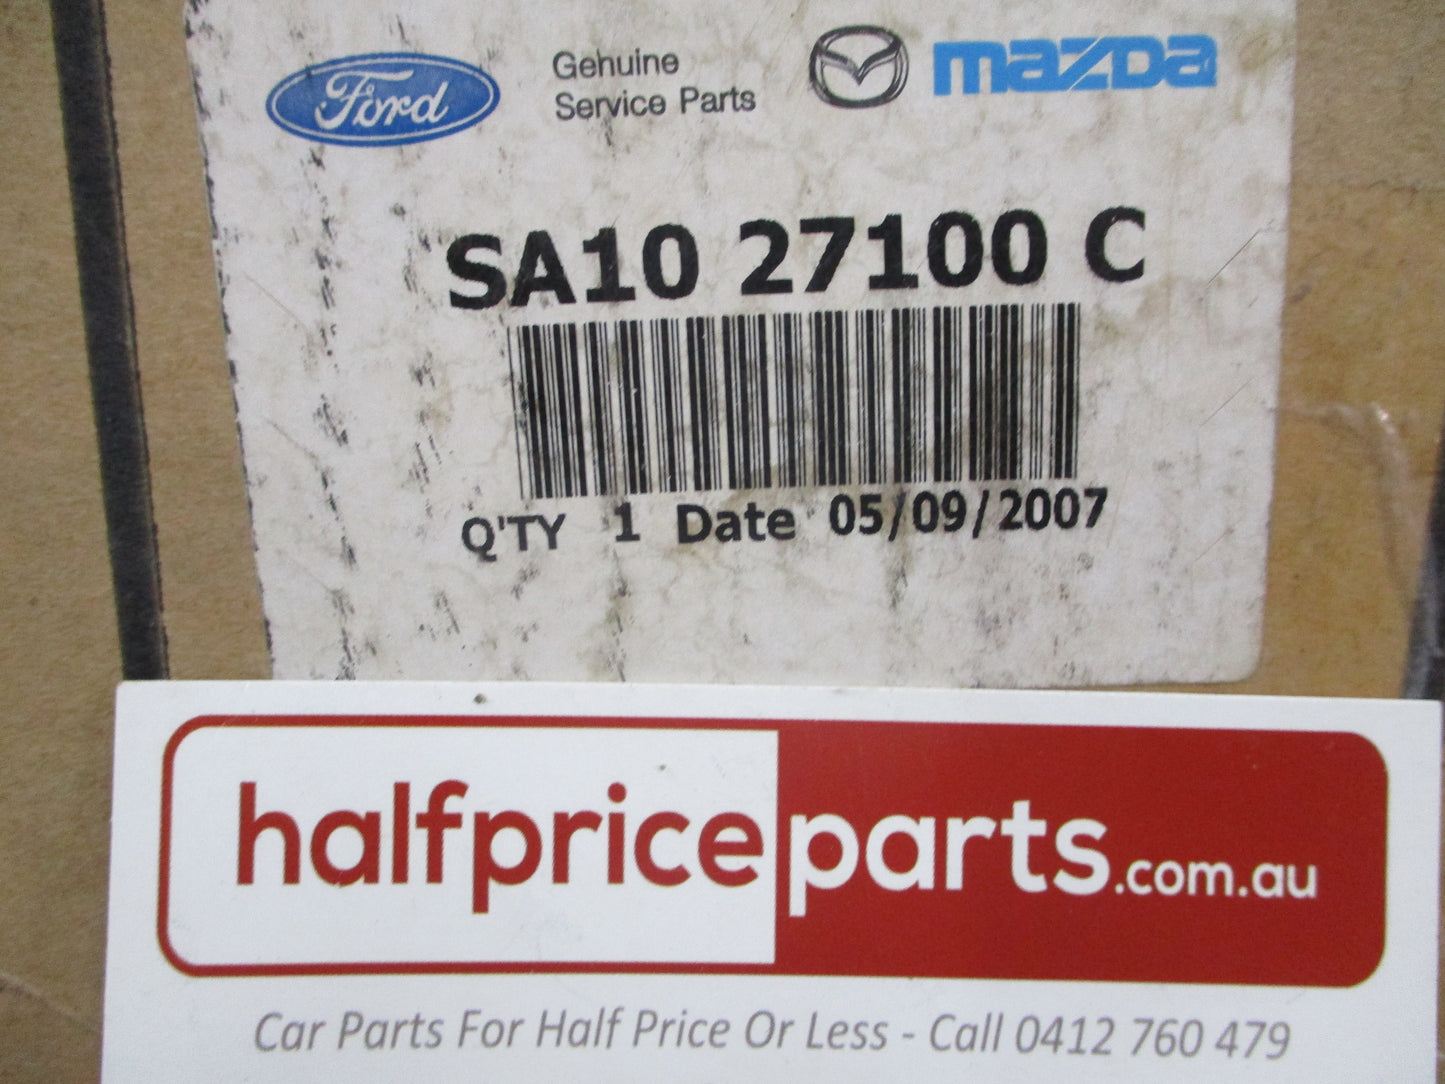 Ford
Genuine
Service Parts
mazda
SA10 27100 C
Q'TY 1 Date 05/09/2007
halfpriceparts.com.au
Car Parts For Half Price Or Less - Call 0412 760 479